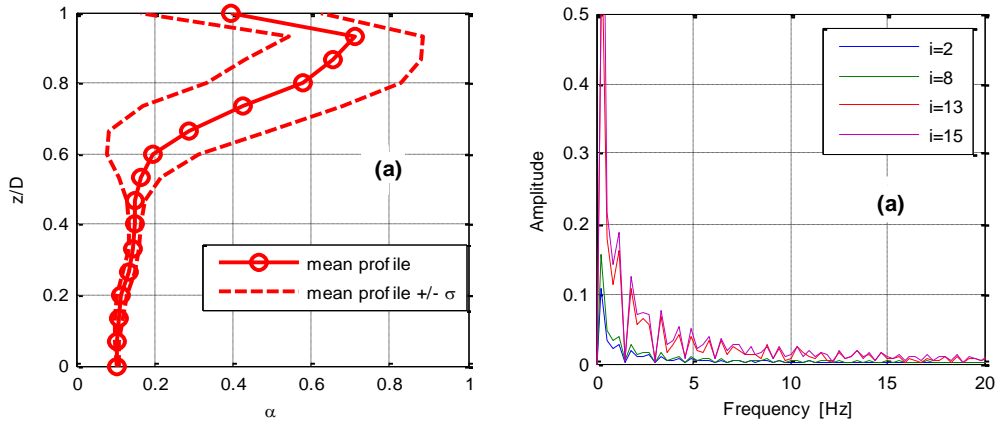 1
0.8
0.6
0.4
0.2
0
z/D
(a)
mean profile
mean profile +/- σ
0 0.2 0.4 0.6 0.8 1
α
0.5
0.4
0.3
0.2
0.1
0
Amplitude
i=2
i=8
i=13
i=15
(a)
0 5 10 15 20
Frequency [Hz]